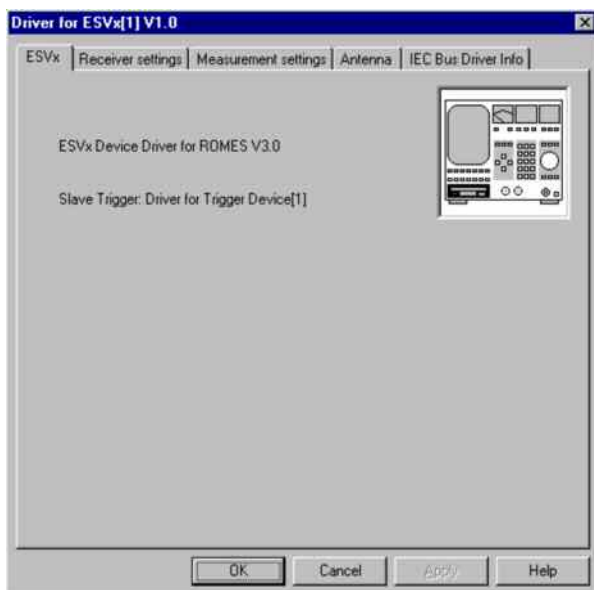 Driver for ESVx[1] V1.0
ESVx Receiver settings Measurement settings Antenna IEC Bus Driver Info
ESVx Device Driver for ROMES V3.0
Slave Trigger: Driver for Trigger Device[1]
OK Cancel Apply Help